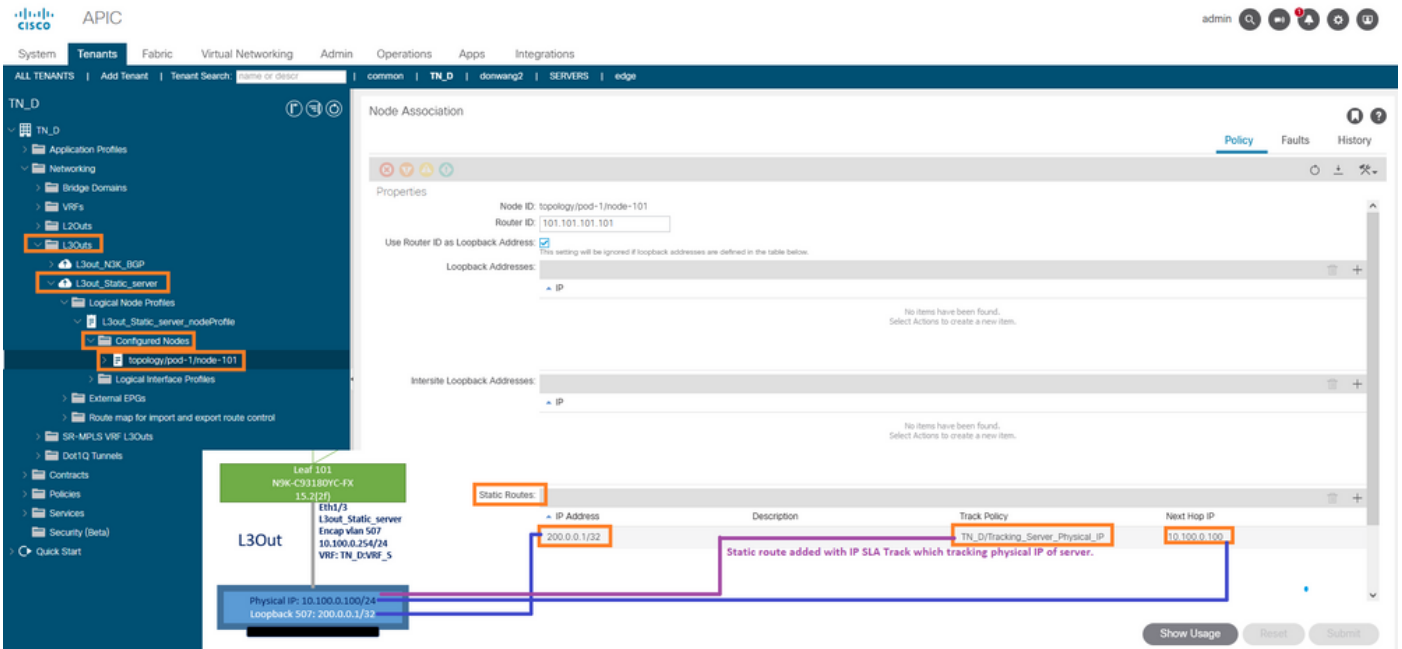 cisco
APIC
admin
1
System Tenants Fabric Virtual Networking Admin Operations Apps Integrations
ALL TENANTS | Add Tenant | Tenant Search: name or descr | common | TN_D | donwang2 | SERVERS | edge
TN_D
TN_D
Application Profiles
Networking
Bridge Domains
VRFs
L2Outs
L3Outs
L3out_N3K_BGP
L3out_Static_server
Logical Node Profiles
L3out_Static_server_nodeProfile
Configured Nodes
topology/pod-1/node-101
Logical Interface Profiles
External EPGs
Route map for import and export route control
SR-MPLS VRF L3Outs
Dot1Q Tunnels
Contracts
Policies
Services
Security (Beta)
Quick Start
Node Association
Policy Faults History
Properties
Node ID: topology/pod-1/node-101
Router ID: 101.101.101.101
Use Router ID as Loopback Address:
This setting will be ignored if loopback addresses are defined in the table below.
Loopback Addresses:
IP
No items have been found.
Select Actions to create a new item.
Intersite Loopback Addresses:
IP
No items have been found.
Select Actions to create a new item.
Static Routes:
IP Address Description Track Policy Next Hop IP
200.0.0.1/32 TN_D/Tracking_Server_Physical_IP 10.100.0.100
Static route added with IP SLA Track which tracking physical IP of server.
Leaf 101
N9K-C93180YC-FX
15.2(2f)
L3Out
Eth1/3
L3out_Static_server
Encap vlan 507
10.100.0.254/24
VRF: TN_D:VRF_S
Physical IP: 10.100.0.100/24
Loopback 507: 200.0.0.1/32
Show Usage Reset Submit